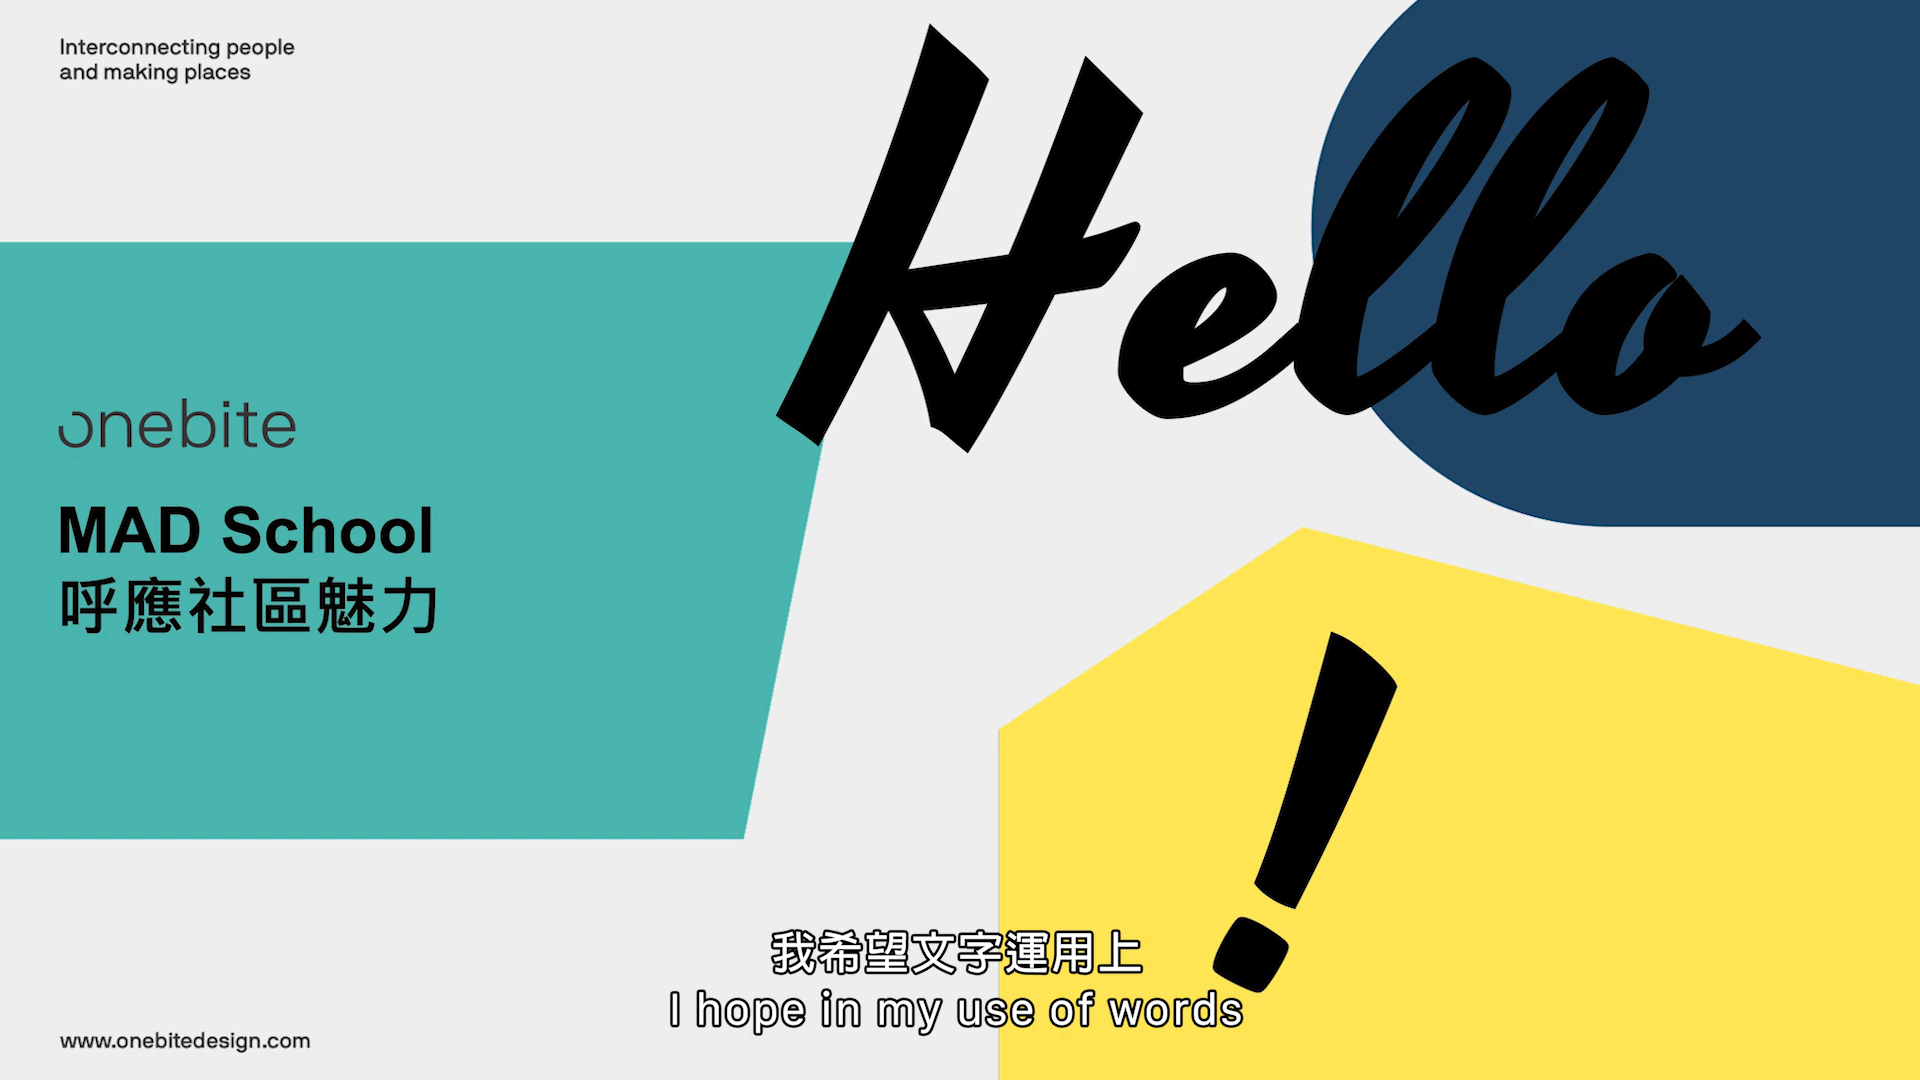 Interconnecting people
and making places
Hello
onebite
MAD School
呼應社區魅力
!
我希望文字運用上
I hope in my use of words
www.onebitedesign.com